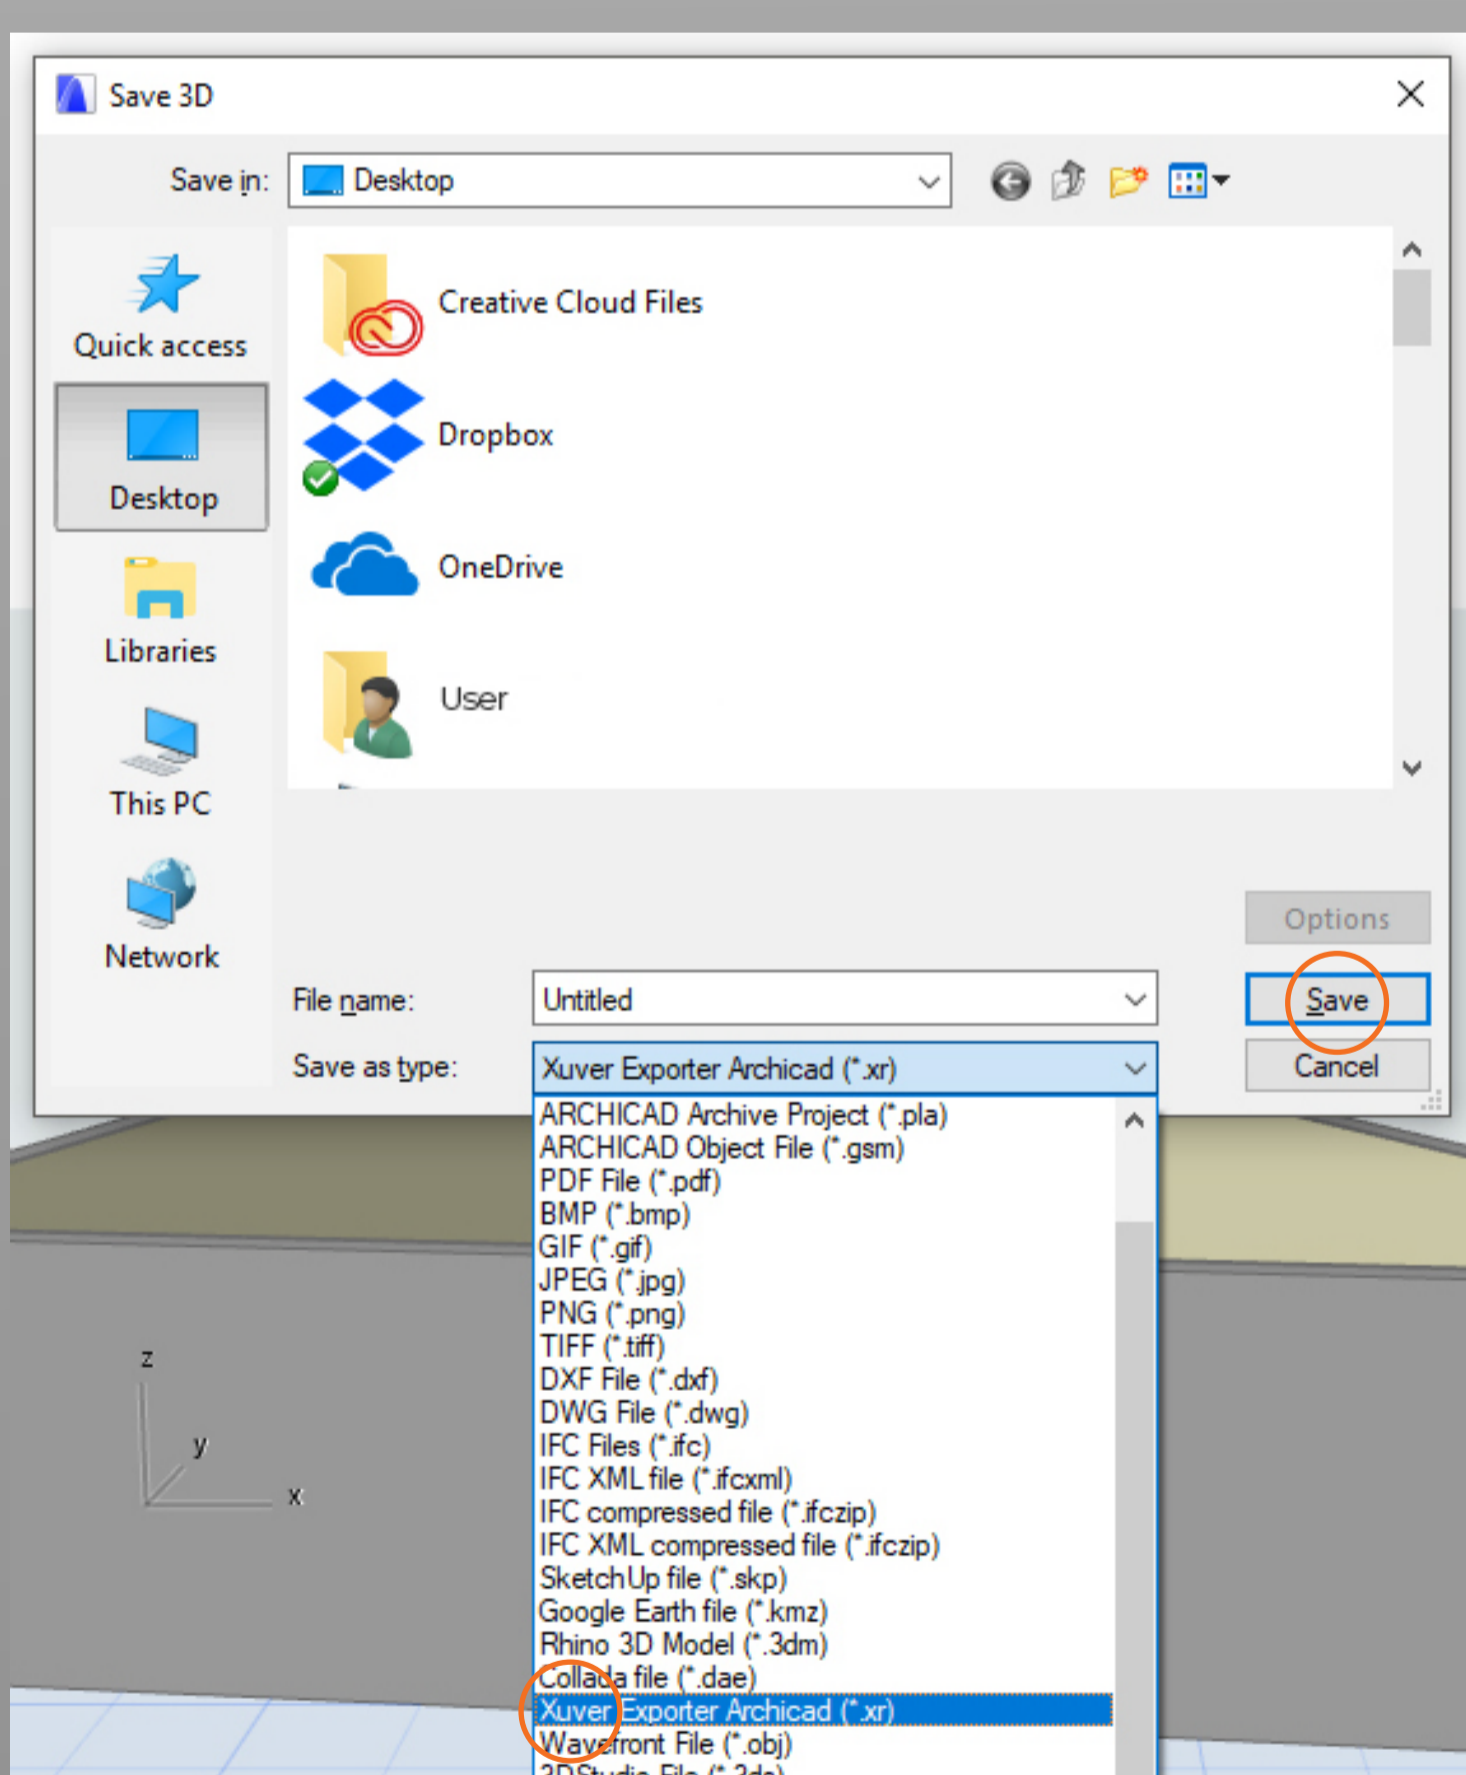 Save 3D
Save in:
Desktop
Quick access
Desktop
Libraries
This PC
Network
Creative Cloud Files
Dropbox
OneDrive
User
Options
File name:
Untitled
Save
Save as type:
Xuver Exporter Archicad (*.xr)
Cancel
ARCHICAD Archive Project (*.pla)
ARCHICAD Object File (*.gsm)
PDF File (*.pdf)
BMP (*.bmp)
GIF (*.gif)
JPEG (*.jpg)
PNG (*.png)
TIFF (*.tiff)
DXF File (*.dxf)
DWG File (*.dwg)
IFC Files (*.ifc)
IFC XML file (*.ifcxml)
IFC compressed file (*.ifczip)
IFC XML compressed file (*.ifczip)
SketchUp file (*.skp)
Google Earth file (*.kmz)
Rhino 3D Model (*.3dm)
Collada file (*.dae)
Xuver Exporter Archicad (*.xr)
Wavefront File (*.obj)
3DStudio File (*.3ds)
z
y
x